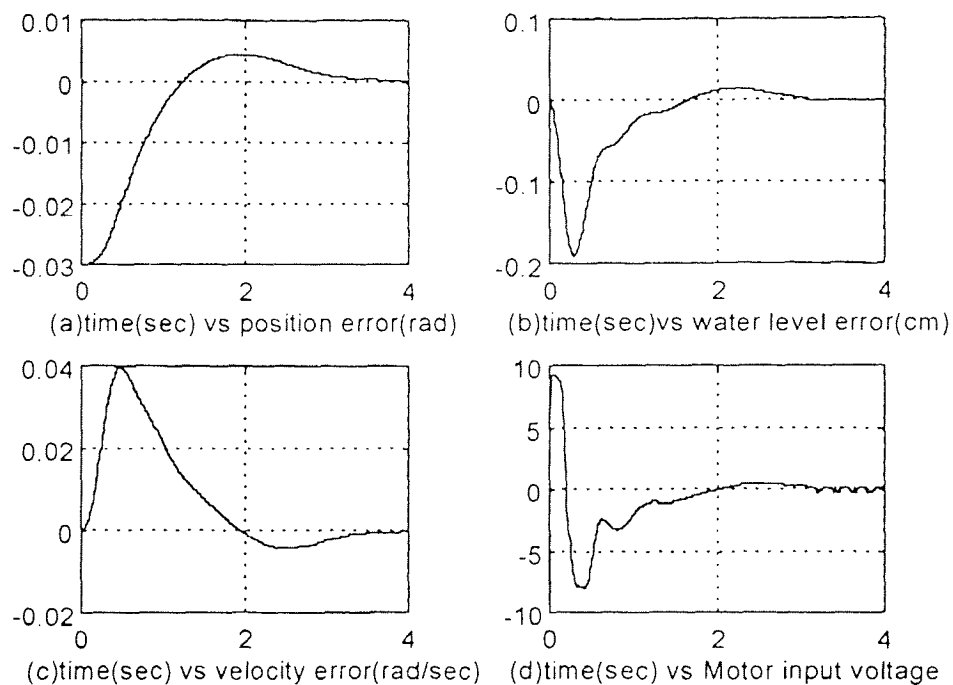 0.01
0
-0.01
-0.02
-0.03
0 2 4
(a)time(sec) vs position error(rad)
0.1
0
-0.1
-0.2
0 2 4
(b)time(sec)vs water level error(cm)
0.04
0.02
0
-0.02
0 2 4
(c)time(sec) vs velocity error(rad/sec)
10
5
0
-5
-10
0 2 4
(d)time(sec) vs Motor input voltage